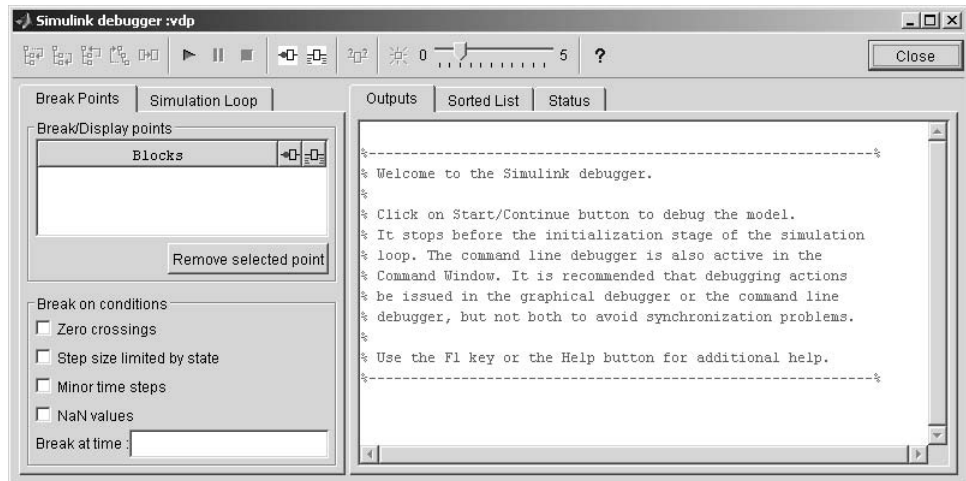 Simulink debugger :vdp
0 5 ? Close
Break Points Simulation Loop
Break/Display points
Blocks
Remove selected point
Break on conditions
Zero crossings
Step size limited by state
Minor time steps
NaN values
Break at time :
Outputs Sorted List Status
%----------------------------------------------------------------------%
% Welcome to the Simulink debugger.
%
% Click on Start/Continue button to debug the model.
% It stops before the initialization stage of the simulation
% loop. The command line debugger is also active in the
% Command Window. It is recommended that debugging actions
% be issued in the graphical debugger or the command line
% debugger, but not both to avoid synchronization problems.
%
% Use the F1 key or the Help button for additional help.
%----------------------------------------------------------------------%